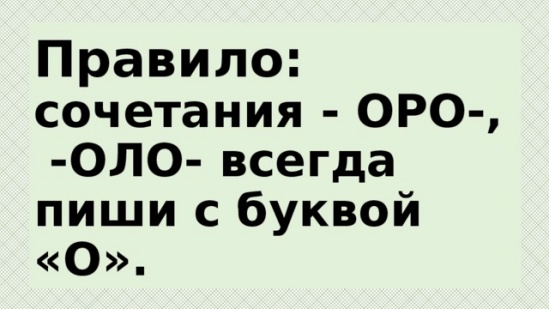 Правило:
сочетания - ОРО-,
-ОЛО- всегда
пиши с буквой
«О».